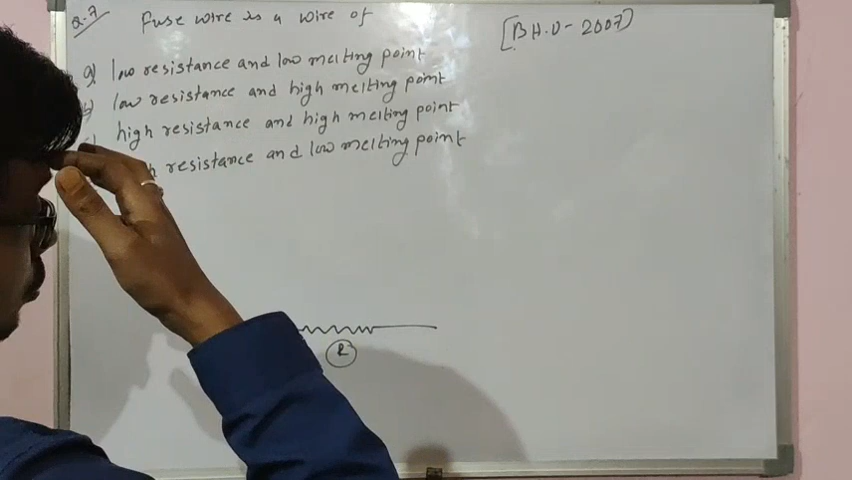 Q.7 Fuse wire is a wire of [B H.U - 2007]
a) low resistance and low melting point
low resistance and high melting point
high resistance and high melting point
resistance and low melting point
R